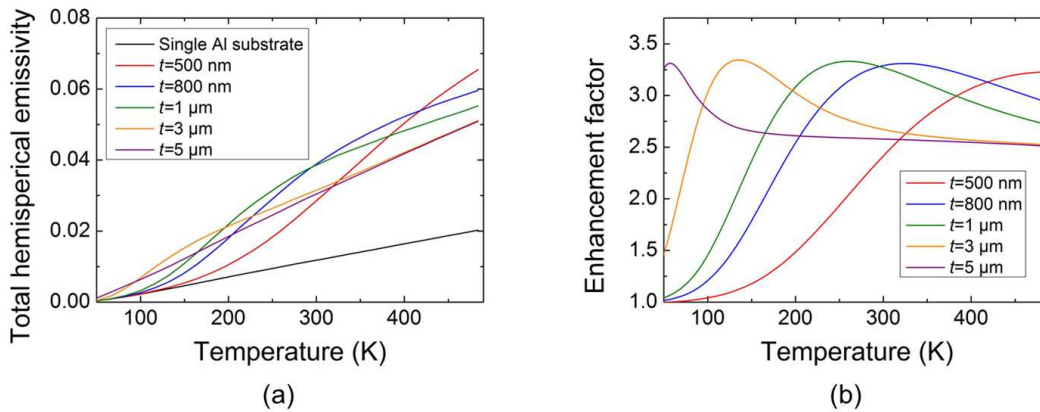 0.08
0.06
0.04
0.02
0.00
Total hemisperical emissivity
Single Al substrate
t=500 nm
t=800 nm
t=1 μm
t=3 μm
t=5 μm
100
200
300
400
Temperature (K)
(a)
3.5
3.0
2.5
2.0
1.5
1.0
Enhancement factor
t=500 nm
t=800 nm
t=1 μm
t=3 μm
t=5 μm
100
200
300
400
Temperature (K)
(b)